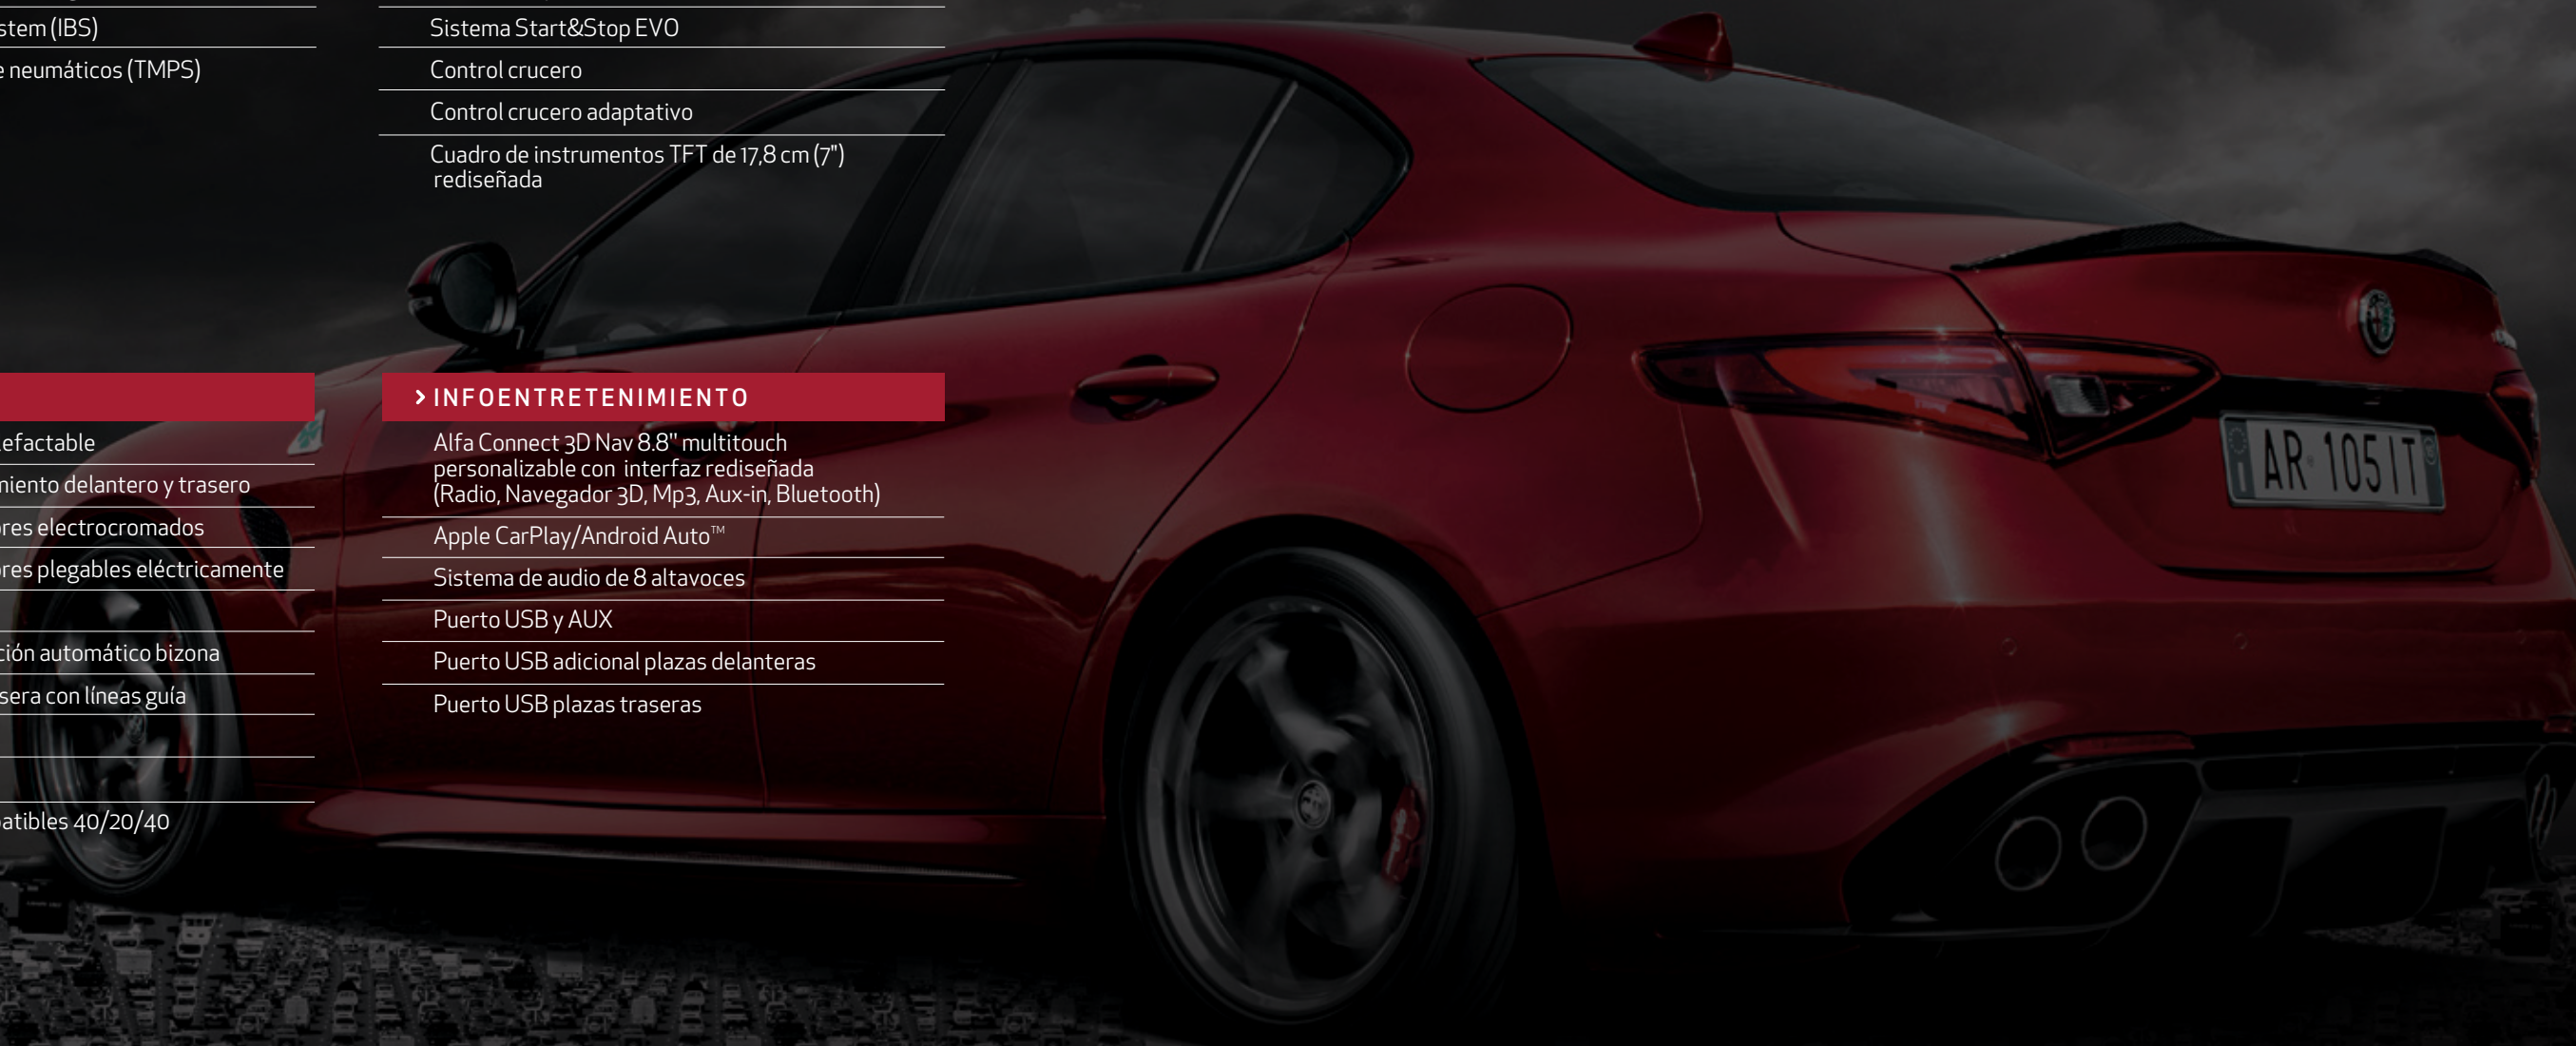 stem (IBS)
e neumáticos (TMPS)
Sistema Start&Stop EVO
Control crucero
Control crucero adaptativo
Cuadro de instrumentos TFT de 17,8 cm (7")
rediseñada
efactable
miento delantero y trasero
ores electrocromados
ores plegables eléctricamente
ción automático bizona
sera con líneas guía
atibles 40/20/40
> INFOENTRETENIMIENTO
Alfa Connect 3D Nav 8.8" multitouch
personalizable con interfaz rediseñada
(Radio, Navegador 3D, Mp3, Aux-in, Bluetooth)
Apple CarPlay/Android Auto™
Sistema de audio de 8 altavoces
Puerto USB y AUX
Puerto USB adicional plazas delanteras
Puerto USB plazas traseras
AR 105IT